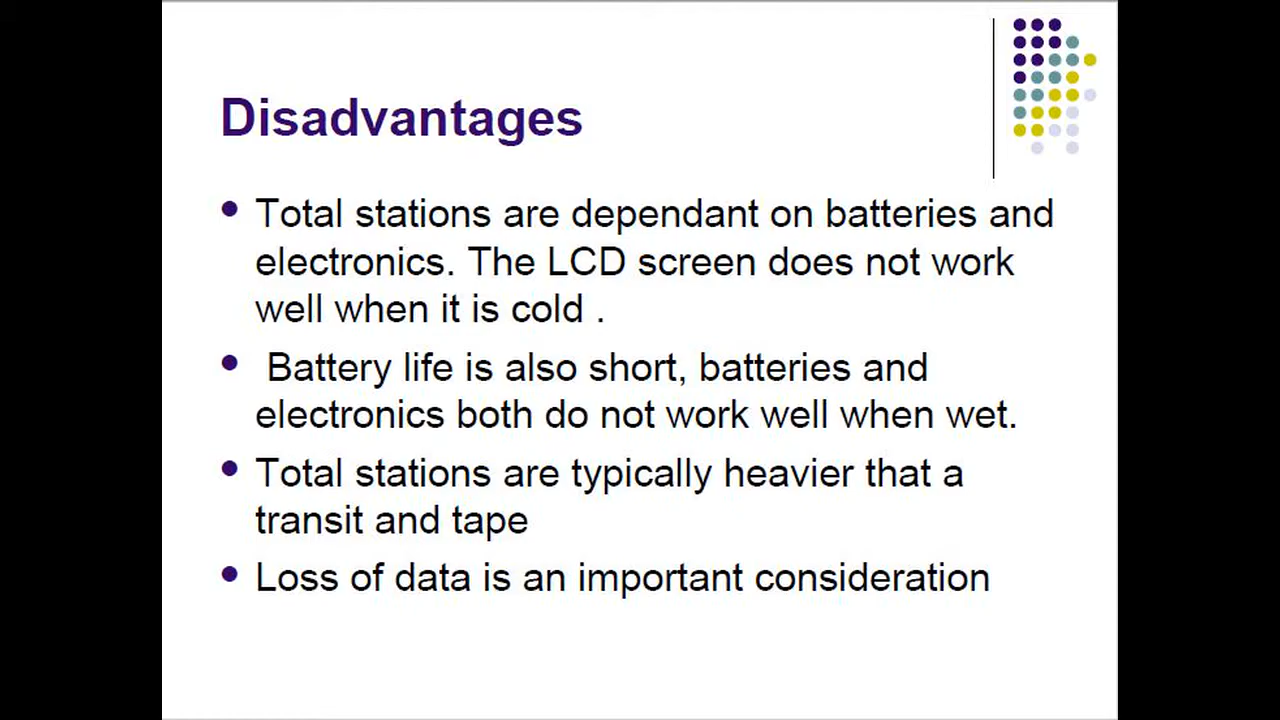 Disadvantages
• Total stations are dependant on batteries and
electronics. The LCD screen does not work
well when it is cold .
• Battery life is also short, batteries and
electronics both do not work well when wet.
• Total stations are typically heavier that a
transit and tape
• Loss of data is an important consideration